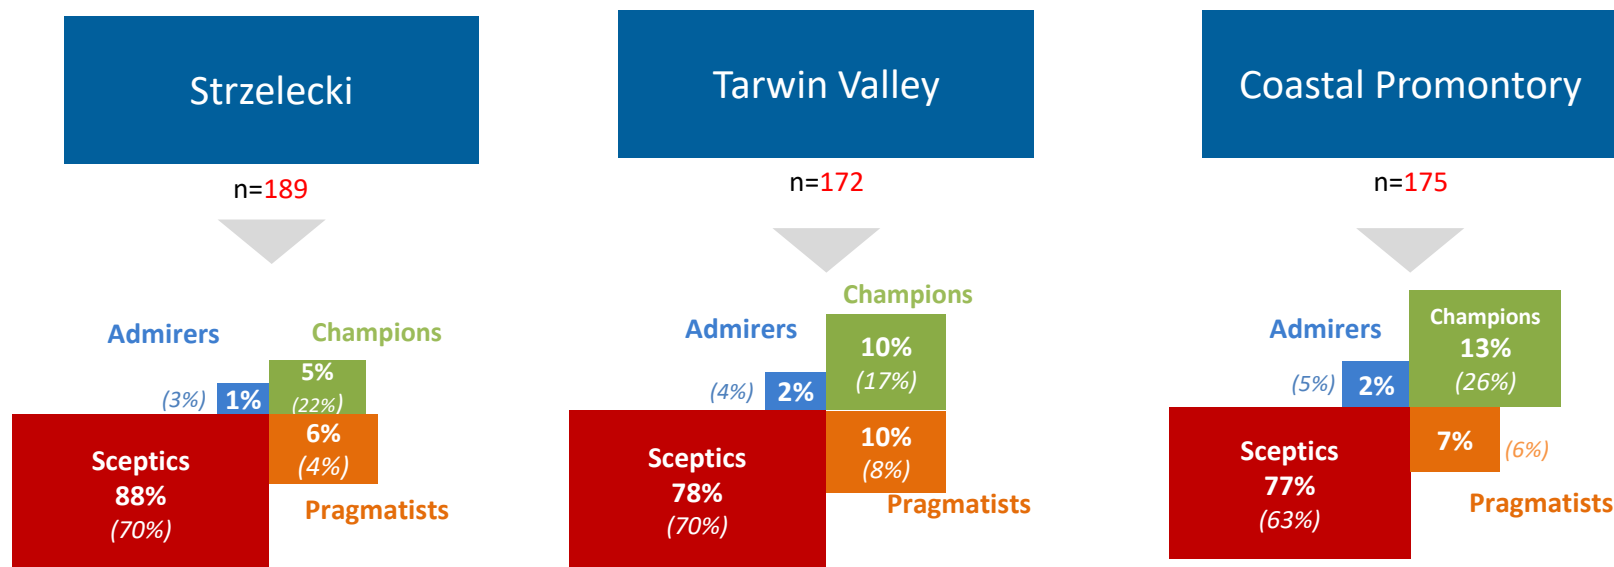 Strzelecki
n=189
Admirers
Champions
5%
(22%)
(3%)
1%
6%
(4%)
Sceptics
88%
(70%)
Pragmatists
Tarwin Valley
n=172
Champions
Admirers
10%
(17%)
(4%)
2%
10%
(8%)
Sceptics
78%
(70%)
Pragmatists
Coastal Promontory
n=175
Champions
13%
(26%)
Admirers
(5%)
2%
7%
(6%)
Sceptics
77%
(63%)
Pragmatists